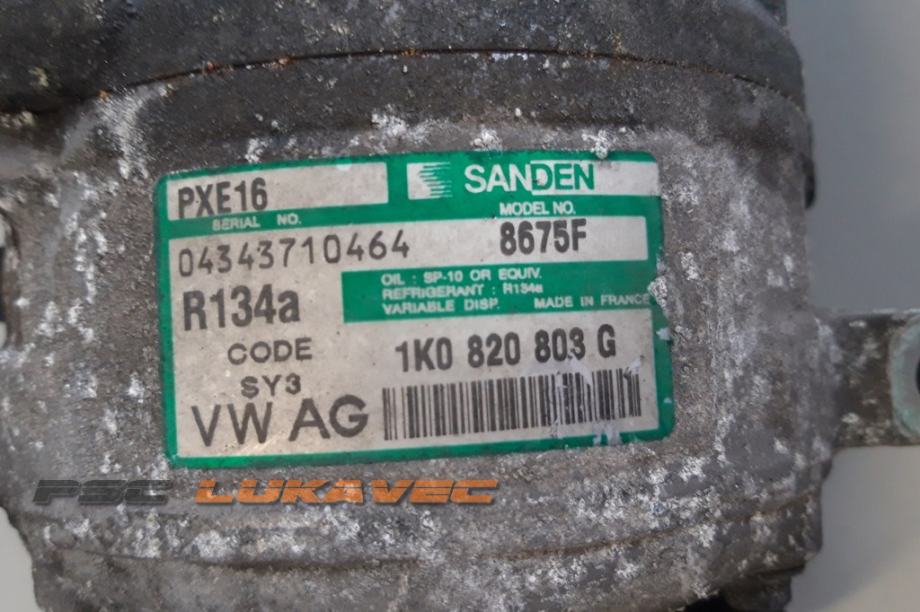 PXE16
SANDEN
SERIAL NO.
MODEL NO.
04343710464
8675F
R134a
OIL : SP-10 OR EQUIV.
REFRIGERANT : R134a
VARIABLE DISP. MADE IN FRANCE
CODE
1K0 820 803 G
SY3
VW AG
PSC LUKAVEC